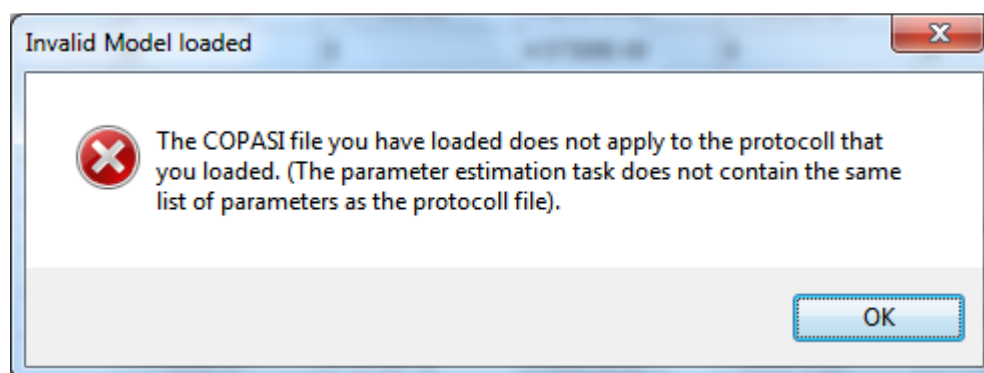 Invalid Model loaded
The COPASI file you have loaded does not apply to the protocoll that
you loaded. (The parameter estimation task does not contain the same
list of parameters as the protocoll file).
OK